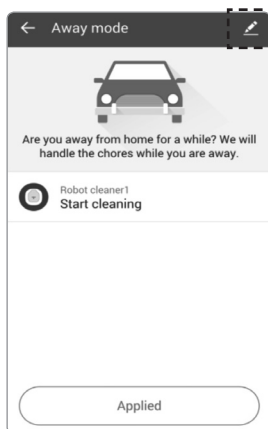 Away mode
Are you away from home for a while? We will
handle the chores while you are away.
Robot cleaner1
Start cleaning
Applied